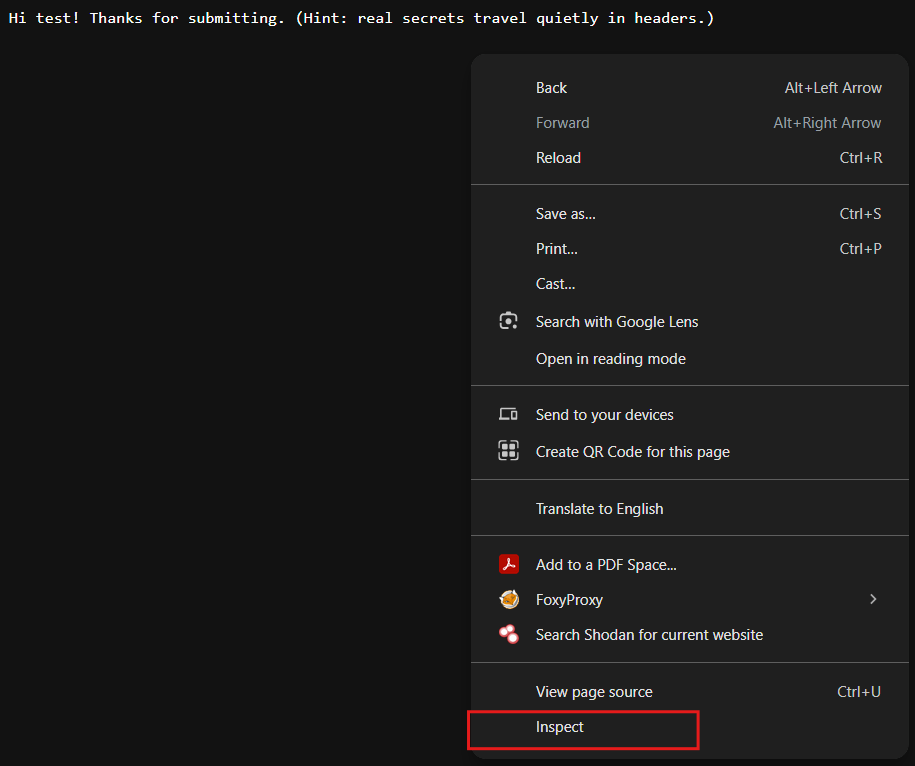 Hi test! Thanks for submitting. (Hint: real secrets travel quietly in headers.)
Back Alt+Left Arrow
Forward Alt+Right Arrow
Reload Ctrl+R
Save as... Ctrl+S
Print... Ctrl+P
Cast...
Search with Google Lens
Open in reading mode
Send to your devices
Create QR Code for this page
Translate to English
Add to a PDF Space...
FoxyProxy
Search Shodan for current website
View page source Ctrl+U
Inspect